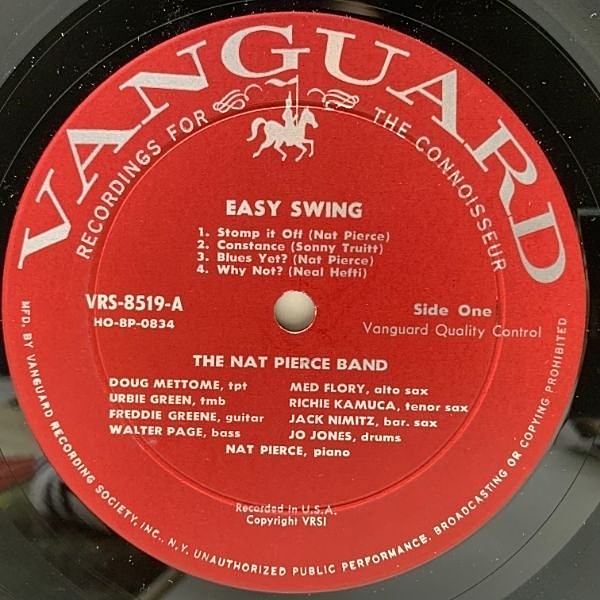 VANGUARD
RECORDINGS FOR THE CONNOISSEUR
EASY SWING
1. Stomp it Off (Nat Pierce)
2. Constance (Sonny Truitt)
3. Blues Yet? (Nat Pierce)
4. Why Not? (Neal Hefti)
VRS-8519-A
HO-8P-0834
Side One
Vanguard Quality Control
THE NAT PIERCE BAND
DOUG METTOME, tpt
URBIE GREEN, tmb
FREDDIE GREENE, guitar
WALTER PAGE, bass
MED FLORY, alto sax
RICHIE KAMUCA, tenor sax
JACK NIMITZ, bar. sax
JO JONES, drums
NAT PIERCE, piano
Recorded in U.S.A.
Copyright VRSI
MFD. BY VANGUARD RECORDING SOCIETY, INC., N.Y. UNAUTHORIZED PUBLIC PERFORMANCE, BROADCASTING OR COPYING PROHIBITED